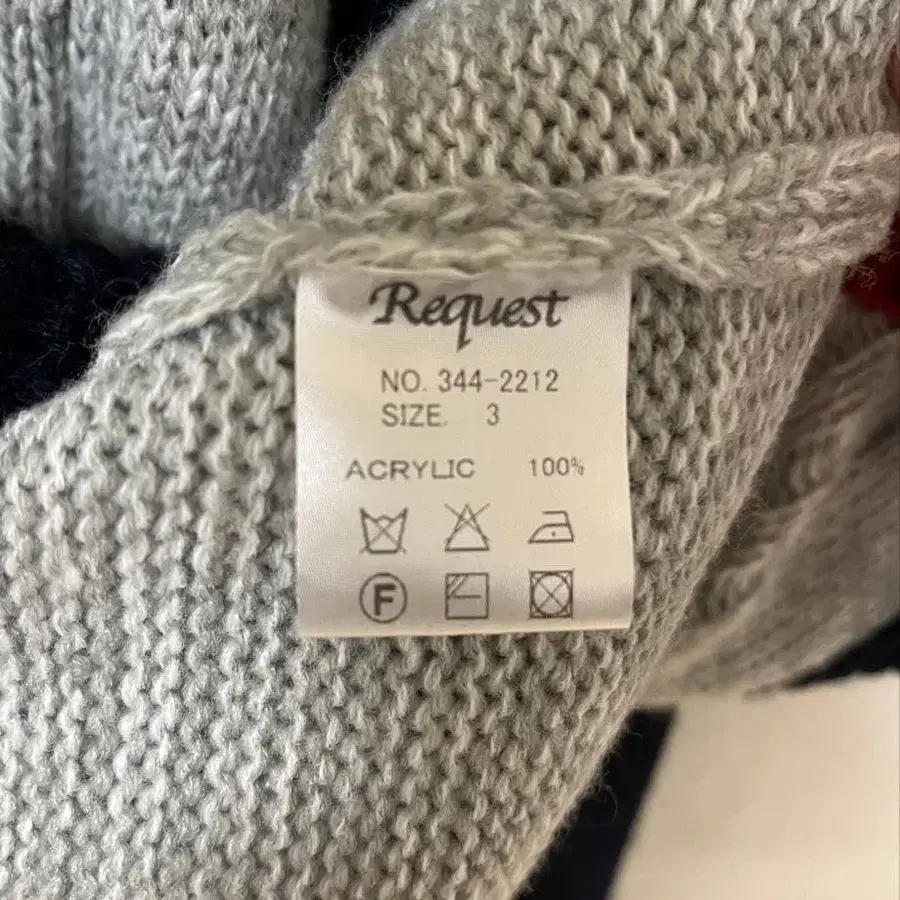 Request
NO. 344-2212
SIZE. 3
ACRYLIC 100%
F